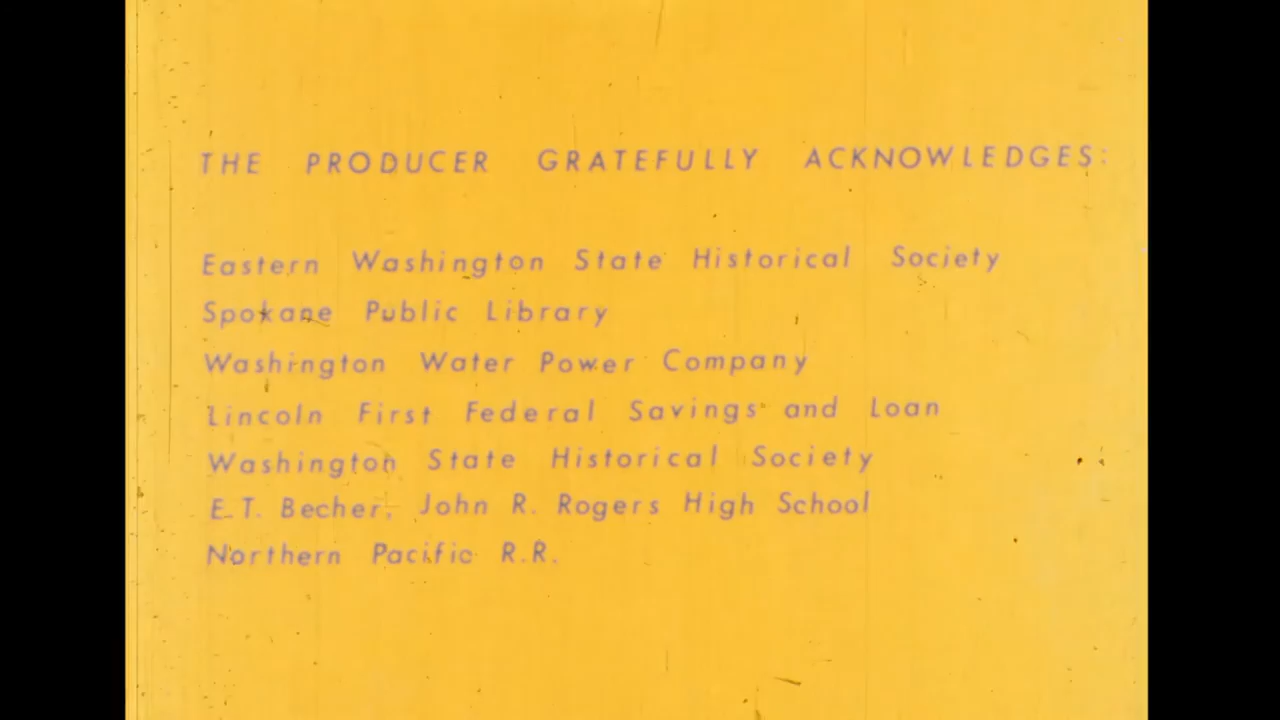 THE PRODUCER GRATEFULLY ACKNOWLEDGES:
Eastern Washington State Historical Society
Spokane Public Library
Washington Water Power Company
Lincoln First Federal Savings and Loan
Washington State Historical Society
E.T. Becher, John R. Rogers High School
Northern Pacific R.R.